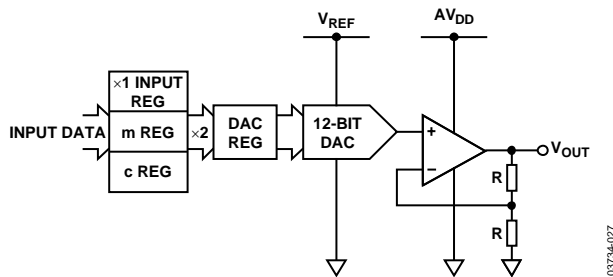 V_REF
AV_DD
×1 INPUT
REG
INPUT DATA
m REG
×2
DAC
REG
12-BIT
DAC
+
–
V_OUT
R
c REG
R
03734-027